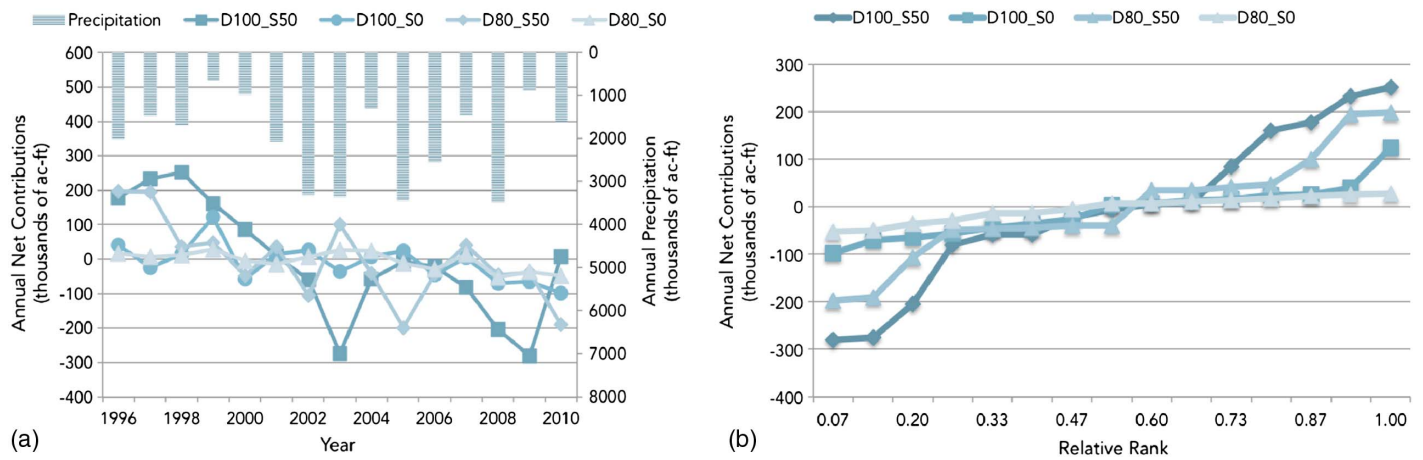 Precipitation D100_S50 D100_S0 D80_S50 D80_S0
Annual Net Contributions
(thousands of ac-ft)
600
500
400
300
200
100
0
-100
-200
-300
-400
0
1000
2000
3000
4000
5000
6000
7000
8000
Annual Precipitation
(thousands of ac-ft)
1996 1998 2000 2002 2004 2006 2008 2010
Year
(a)
D100_S50 D100_S0 D80_S50 D80_S0
Annual Net Contributions
(thousands of ac-ft)
300
200
100
0
-100
-200
-300
-400
0.07 0.20 0.33 0.47 0.60 0.73 0.87 1.00
Relative Rank
(b)